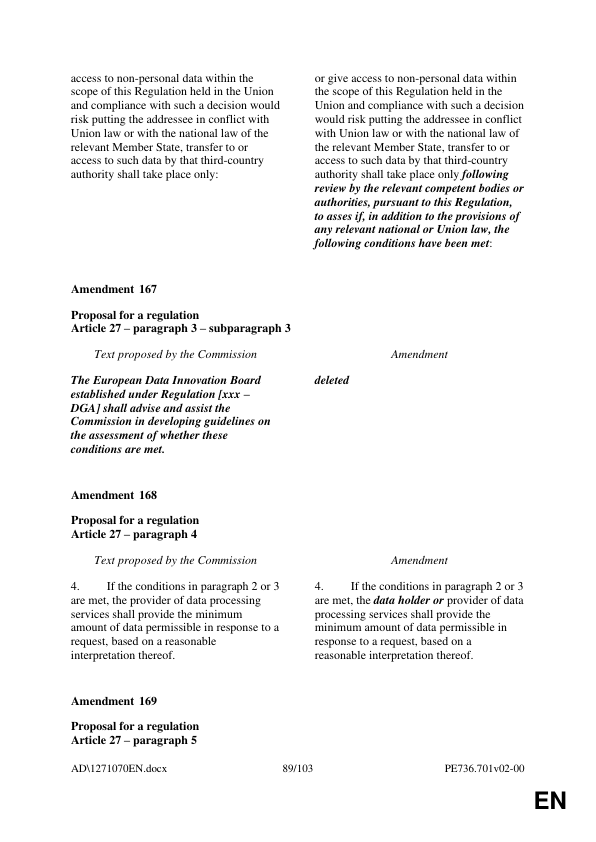 access to non-personal data within the
scope of this Regulation held in the Union
and compliance with such a decision would
risk putting the addressee in conflict with
Union law or with the national law of the
relevant Member State, transfer to or
access to such data by that third-country
authority shall take place only:
or give access to non-personal data within
the scope of this Regulation held in the
Union and compliance with such a decision
would risk putting the addressee in conflict
with Union law or with the national law of
the relevant Member State, transfer to or
access to such data by that third-country
authority shall take place only following
review by the relevant competent bodies or
authorities, pursuant to this Regulation,
to asses if, in addition to the provisions of
any relevant national or Union law, the
following conditions have been met:
Amendment 167
Proposal for a regulation
Article 27 – paragraph 3 – subparagraph 3
Text proposed by the Commission
Amendment
The European Data Innovation Board
established under Regulation [xxx –
DGA] shall advise and assist the
Commission in developing guidelines on
the assessment of whether these
conditions are met.
deleted
Amendment 168
Proposal for a regulation
Article 27 – paragraph 4
Text proposed by the Commission
Amendment
4. If the conditions in paragraph 2 or 3
are met, the provider of data processing
services shall provide the minimum
amount of data permissible in response to a
request, based on a reasonable
interpretation thereof.
4. If the conditions in paragraph 2 or 3
are met, the data holder or provider of data
processing services shall provide the
minimum amount of data permissible in
response to a request, based on a
reasonable interpretation thereof.
Amendment 169
Proposal for a regulation
Article 27 – paragraph 5
AD\1271070EN.docx
89/103
PE736.701v02-00
EN